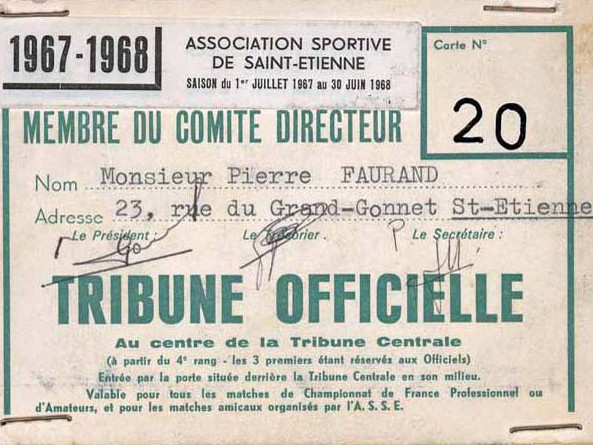 1967-1968
ASSOCIATION SPORTIVE
DE SAINT-ETIENNE
SAISON du 1er JUILLET 1967 au 30 JUIN 1968
Carte N°
20
MEMBRE DU COMITE DIRECTEUR
Nom Monsieur Pierre FAURAND
Adresse 23, rue du Grand-Gonnet St-Etienne
Le Président : Le Trésorier . P Le Secrétaire :
TRIBUNE OFFICIELLE
Au centre de la Tribune Centrale
(à partir du 4e rang - les 3 premiers étant réservés aux Officiels)
Entrée par la porte située derrière la Tribune Centrale en son milieu.
Valable pour tous les matches de Championnat de France Professionnel ou
d'Amateurs, et pour les matches amicaux organisés par l'A. S. S. E.